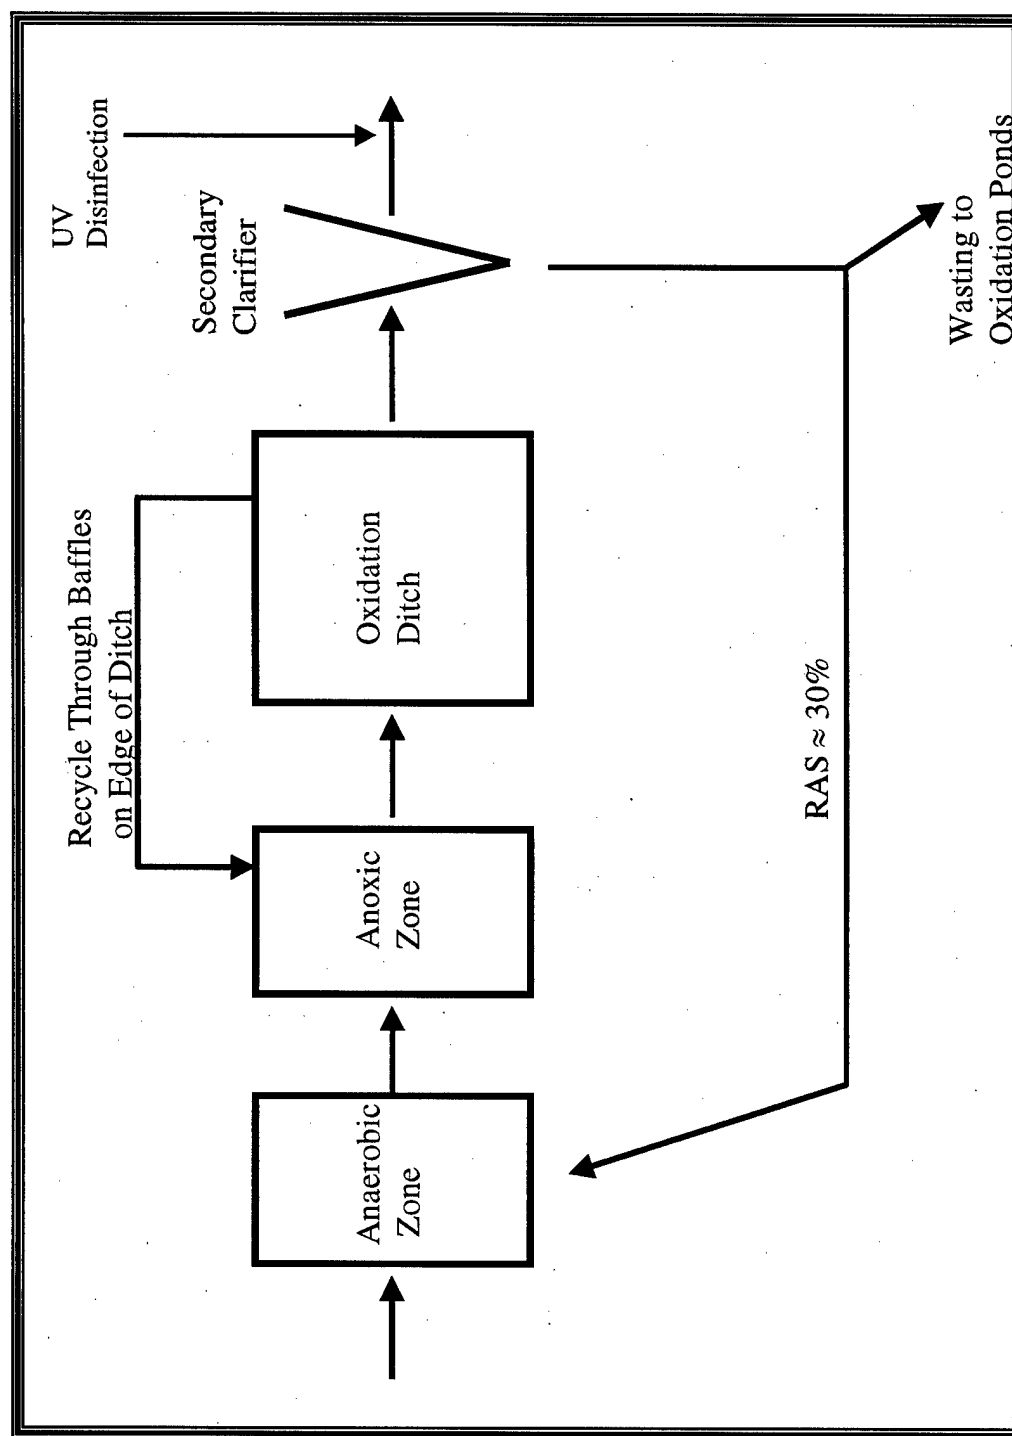 UV
Disinfection
Secondary
Clarifier
Recycle Through Baffles
on Edge of Ditch
Oxidation
Ditch
Anoxic
Zone
Anaerobic
Zone
RAS ≈ 30%
Wasting to
Oxidation Ponds